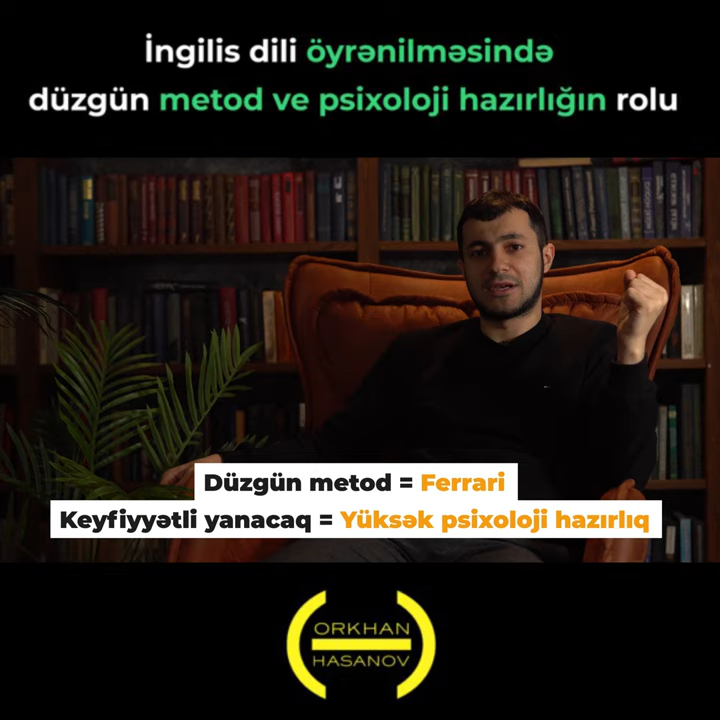 İngilis dili öyrənilməsində
düzgün metod ve psixoloji hazırlığın rolu
Düzgün metod = Ferrari
Keyfiyyətli yanacaq = Yüksək psixoloji hazırlıq
ORKHAN
HASANOV